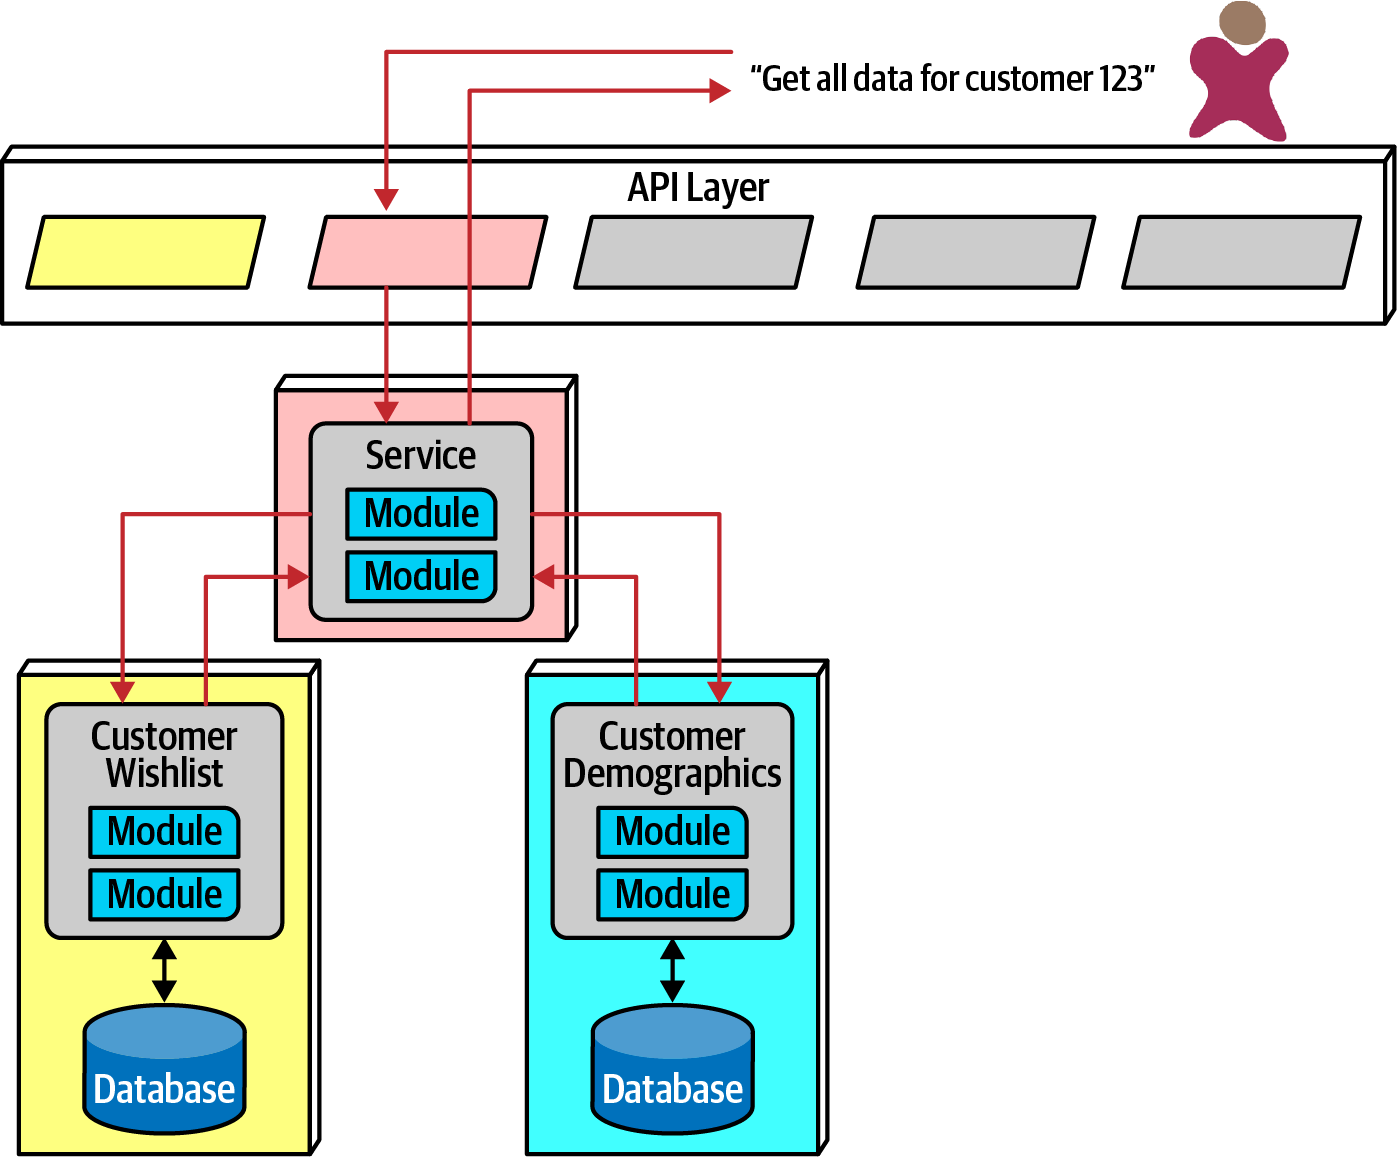 “Get all data for customer 123”
API Layer
Service
Module
Module
Customer
Wishlist
Module
Module
Database
Customer
Demographics
Module
Module
Database